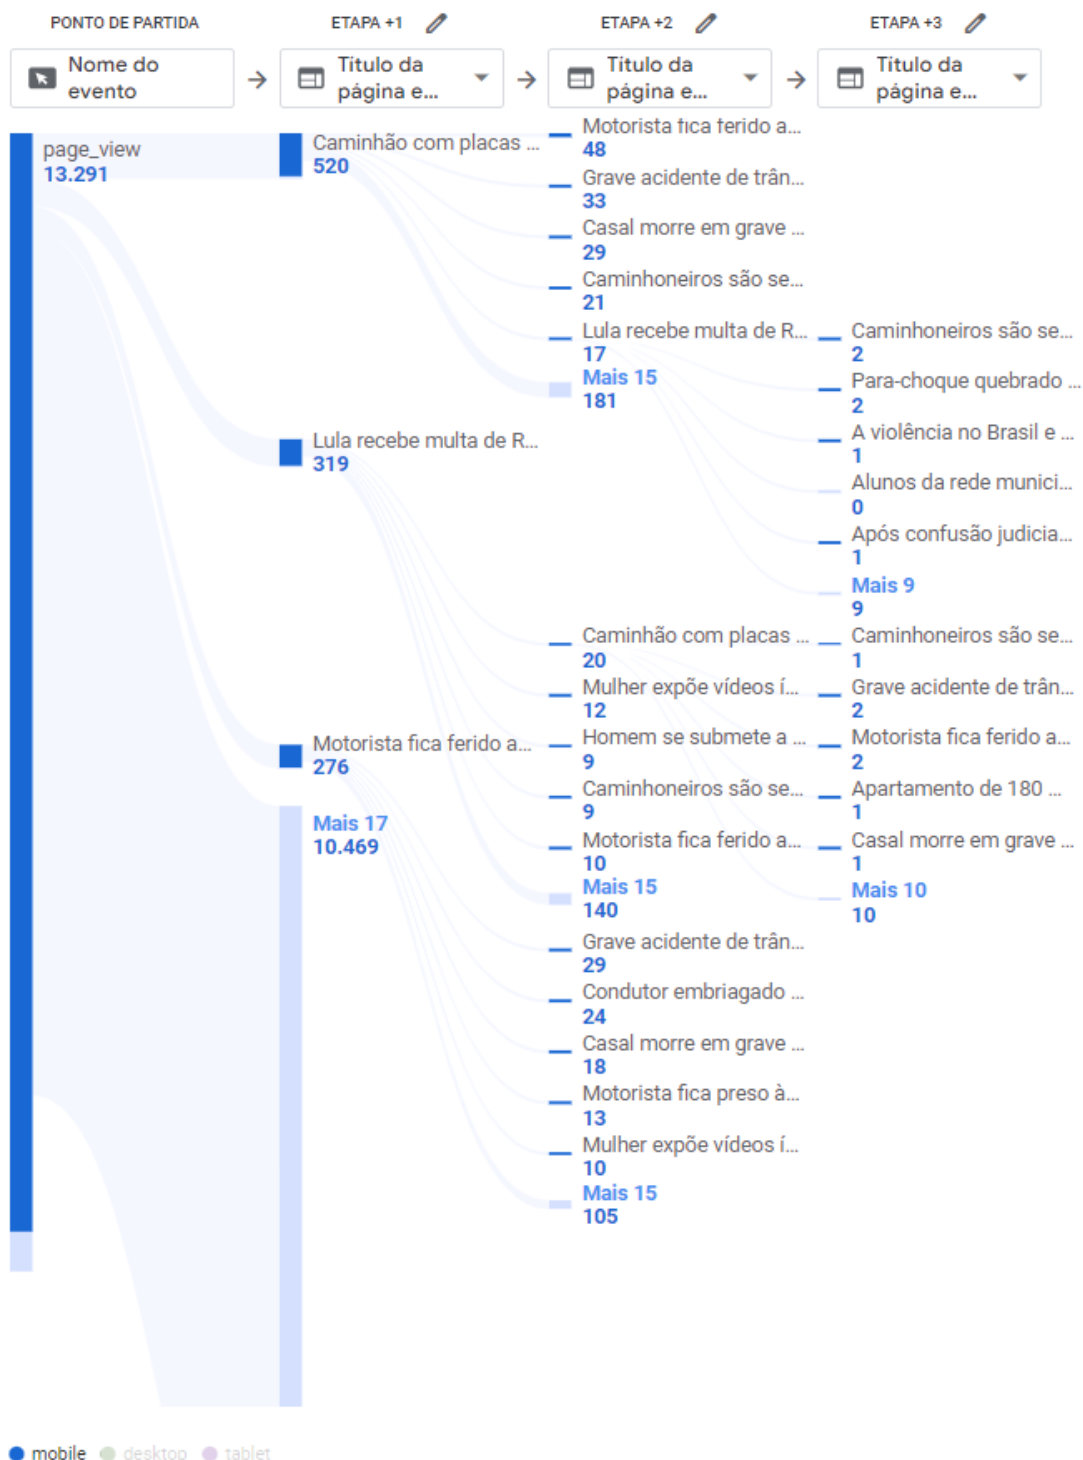 PONTO DE PARTIDA
ETAPA +1
ETAPA +2
ETAPA +3
Nome do
evento
Título da
página e...
Título da
página e...
Título da
página e...
page_view
13.291
Caminhão com placas ...
520
Lula recebe multa de R...
319
Motorista fica ferido a...
276
Mais 17
10.469
Motorista fica ferido a...
48
Grave acidente de trân...
33
Casal morre em grave ...
29
Caminhoneiros são se...
21
Lula recebe multa de R...
17
Mais 15
181
Caminhão com placas ...
20
Mulher expõe vídeos í...
12
Homem se submete a ...
9
Caminhoneiros são se...
9
Motorista fica ferido a...
10
Mais 15
140
Grave acidente de trân...
29
Condutor embriagado ...
24
Casal morre em grave ...
18
Motorista fica preso à...
13
Mulher expõe vídeos í...
10
Mais 15
105
Caminhoneiros são se...
2
Para-choque quebrado ...
2
A violência no Brasil e ...
1
Alunos da rede munici...
0
Após confusão judicia...
1
Mais 9
9
Caminhoneiros são se...
1
Grave acidente de trân...
2
Motorista fica ferido a...
2
Apartamento de 180 ...
1
Casal morre em grave ...
1
Mais 10
10
mobile
desktop
tablet